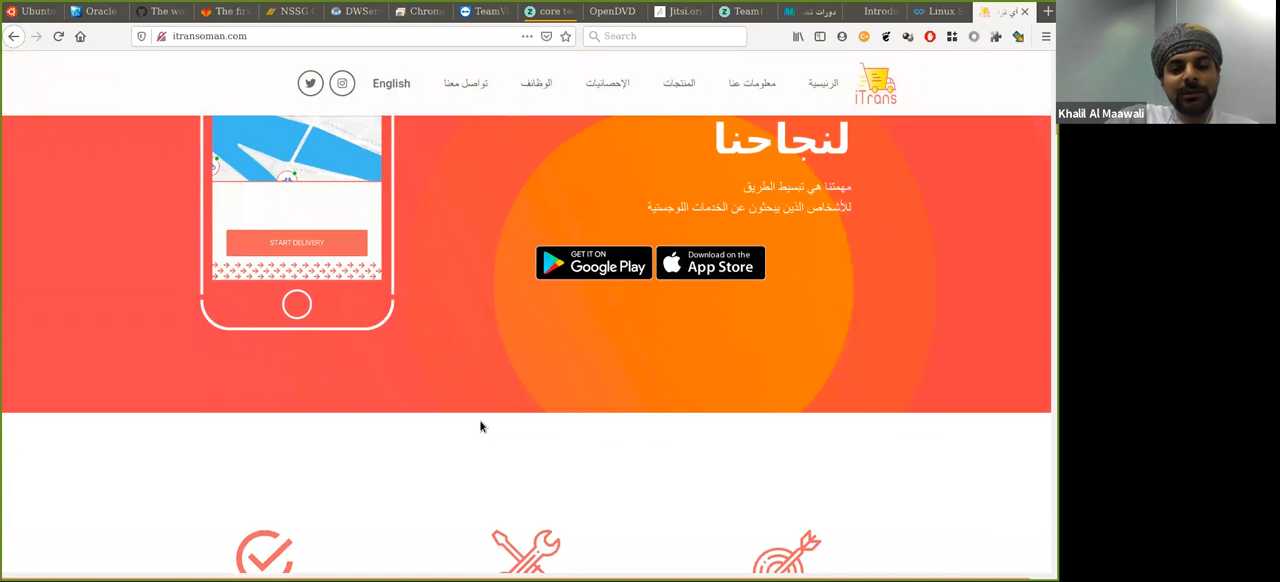 Ubuntu
Oracle
The wo
The fir
NSSG
DWSer
Chrome
TeamV
core te
OpenDVD
Jitsi.or
Team
دورات
Introdu
Linux S
itransoman.com
Search
Khalil Al Maawali
English
تواصل معنا
الوظائف
الإحصائيات
المنتجات
معلومات عنا
الرئيسية
iTrans
لنجاحنا
مهمتنا هي تبسيط الطريق
للأشخاص الذين يبحثون عن الخدمات اللوجستية
START DELIVERY
GET IT ON
Google Play
Download on the
App Store